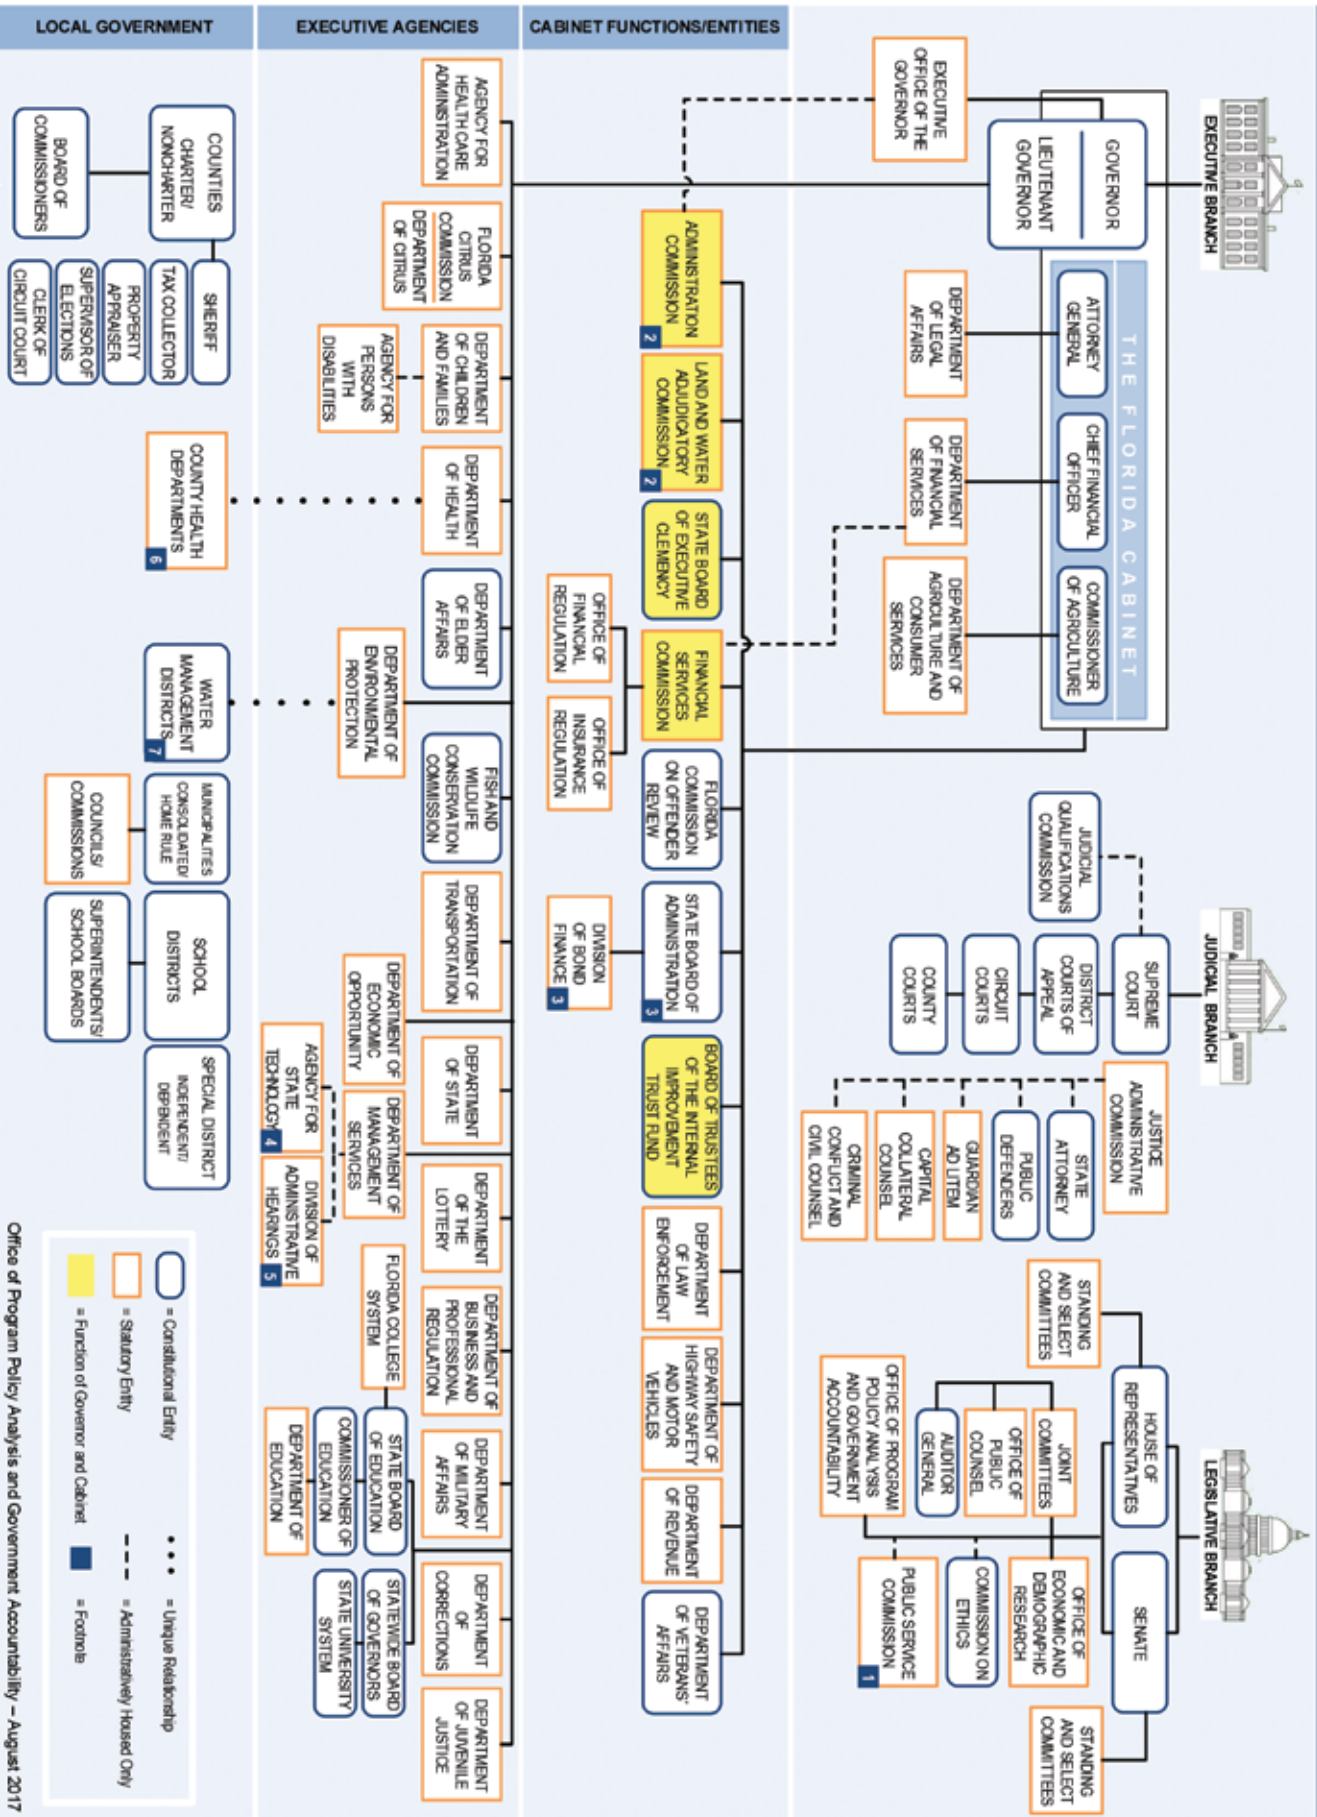 EXECUTIVE BRANCH
JUDICIAL BRANCH
LEGISLATIVE BRANCH
GOVERNOR
LIEUTENANT
GOVERNOR
THE FLORIDA CABINET
ATTORNEY
GENERAL
CHIEF FINANCIAL
OFFICER
COMMISSIONER
OF AGRICULTURE
EXECUTIVE
OFFICE OF THE
GOVERNOR
DEPARTMENT
OF LEGAL
AFFAIRS
DEPARTMENT
OF FINANCIAL
SERVICES
DEPARTMENT OF
AGRICULTURE AND
CONSUMER
SERVICES
JUDICIAL
QUALIFICATIONS
COMMISSION
SUPREME
COURT
DISTRICT
COURTS OF
APPEAL
CIRCUIT
COURTS
COUNTY
COURTS
JUSTICE
ADMINISTRATIVE
COMMISSION
STATE
ATTORNEY
PUBLIC
DEFENDERS
GUARDIAN
AD LITEM
CAPITAL
COLLATERAL
COUNSEL
CRIMINAL
CONFLICT AND
CIVIL COUNSEL
STANDING
AND SELECT
COMMITTEES
HOUSE OF
REPRESENTATIVES
SENATE
STANDING
AND SELECT
COMMITTEES
JOINT
COMMITTEES
OFFICE OF
PUBLIC
COUNSEL
AUDITOR
GENERAL
OFFICE OF PROGRAM
POLICY ANALYSIS
AND GOVERNMENT
ACCOUNTABILITY
OFFICE OF
ECONOMIC AND
DEMOGRAPHIC
RESEARCH
COMMISSION ON
ETHICS
PUBLIC SERVICE
COMMISSION
1
CABINET FUNCTIONS/ENTITIES
ADMINISTRATION
COMMISSION
2
LAND AND WATER
ADJUDICATORY
COMMISSION
2
STATE BOARD
OF EXECUTIVE
CLEMENCY
FINANCIAL
SERVICES
COMMISSION
OFFICE OF
FINANCIAL
REGULATION
OFFICE OF
INSURANCE
REGULATION
FLORIDA
COMMISSION
ON OFFENDER
REVIEW
STATE BOARD OF
ADMINISTRATION
3
DIVISION
OF BOND
FINANCE
3
BOARD OF TRUSTEES
OF THE INTERNAL
IMPROVEMENT
TRUST FUND
DEPARTMENT
OF LAW
ENFORCEMENT
DEPARTMENT OF
HIGHWAY SAFETY
AND MOTOR
VEHICLES
DEPARTMENT
OF REVENUE
DEPARTMENT
OF VETERANS'
AFFAIRS
EXECUTIVE AGENCIES
AGENCY FOR
HEALTH CARE
ADMINISTRATION
FLORIDA
CITRUS
COMMISSION
DEPARTMENT
OF CITRUS
DEPARTMENT
OF CHILDREN
AND FAMILIES
AGENCY FOR
PERSONS
WITH
DISABILITIES
DEPARTMENT
OF HEALTH
DEPARTMENT
OF ELDER
AFFAIRS
DEPARTMENT OF
ENVIRONMENTAL
PROTECTION
FISH AND
WILDLIFE
CONSERVATION
COMMISSION
DEPARTMENT OF
TRANSPORTATION
DEPARTMENT OF
ECONOMIC
OPPORTUNITY
DEPARTMENT
OF STATE
DEPARTMENT OF
MANAGEMENT
SERVICES
AGENCY FOR
STATE
TECHNOLOGY
4
DIVISION OF
ADMINISTRATIVE
HEARINGS
5
DEPARTMENT
OF THE
LOTTERY
DEPARTMENT OF
BUSINESS AND
PROFESSIONAL
REGULATION
FLORIDA COLLEGE
SYSTEM
DEPARTMENT
OF MILITARY
AFFAIRS
STATE BOARD
OF EDUCATION
COMMISSIONER OF
EDUCATION
DEPARTMENT OF
EDUCATION
DEPARTMENT
OF
CORRECTIONS
STATEWIDE BOARD
OF GOVERNORS
STATE UNIVERSITY
SYSTEM
DEPARTMENT
OF JUVENILE
JUSTICE
LOCAL GOVERNMENT
COUNTIES
CHARTER/
NONCHARTER
BOARD OF
COMMISSIONERS
SHERIFF
TAX COLLECTOR
PROPERTY
APPRAISER
SUPERVISOR OF
ELECTIONS
CLERK OF
CIRCUIT COURT
COUNTY HEALTH
DEPARTMENTS
6
WATER
MANAGEMENT
DISTRICTS
7
MUNICIPALITIES
CONSOLIDATED/
HOME RULE
COUNCILS/
COMMISSIONS
SCHOOL
DISTRICTS
SUPERINTENDENTS/
SCHOOL BOARDS
SPECIAL DISTRICT
INDEPENDENT/
DEPENDENT
= Constitutional Entity
= Unique Relationship
= Statutory Entity
= Administratively Housed Only
= Function of Governor and Cabinet
= Footnote
Office of Program Policy Analysis and Government Accountability – August 2017